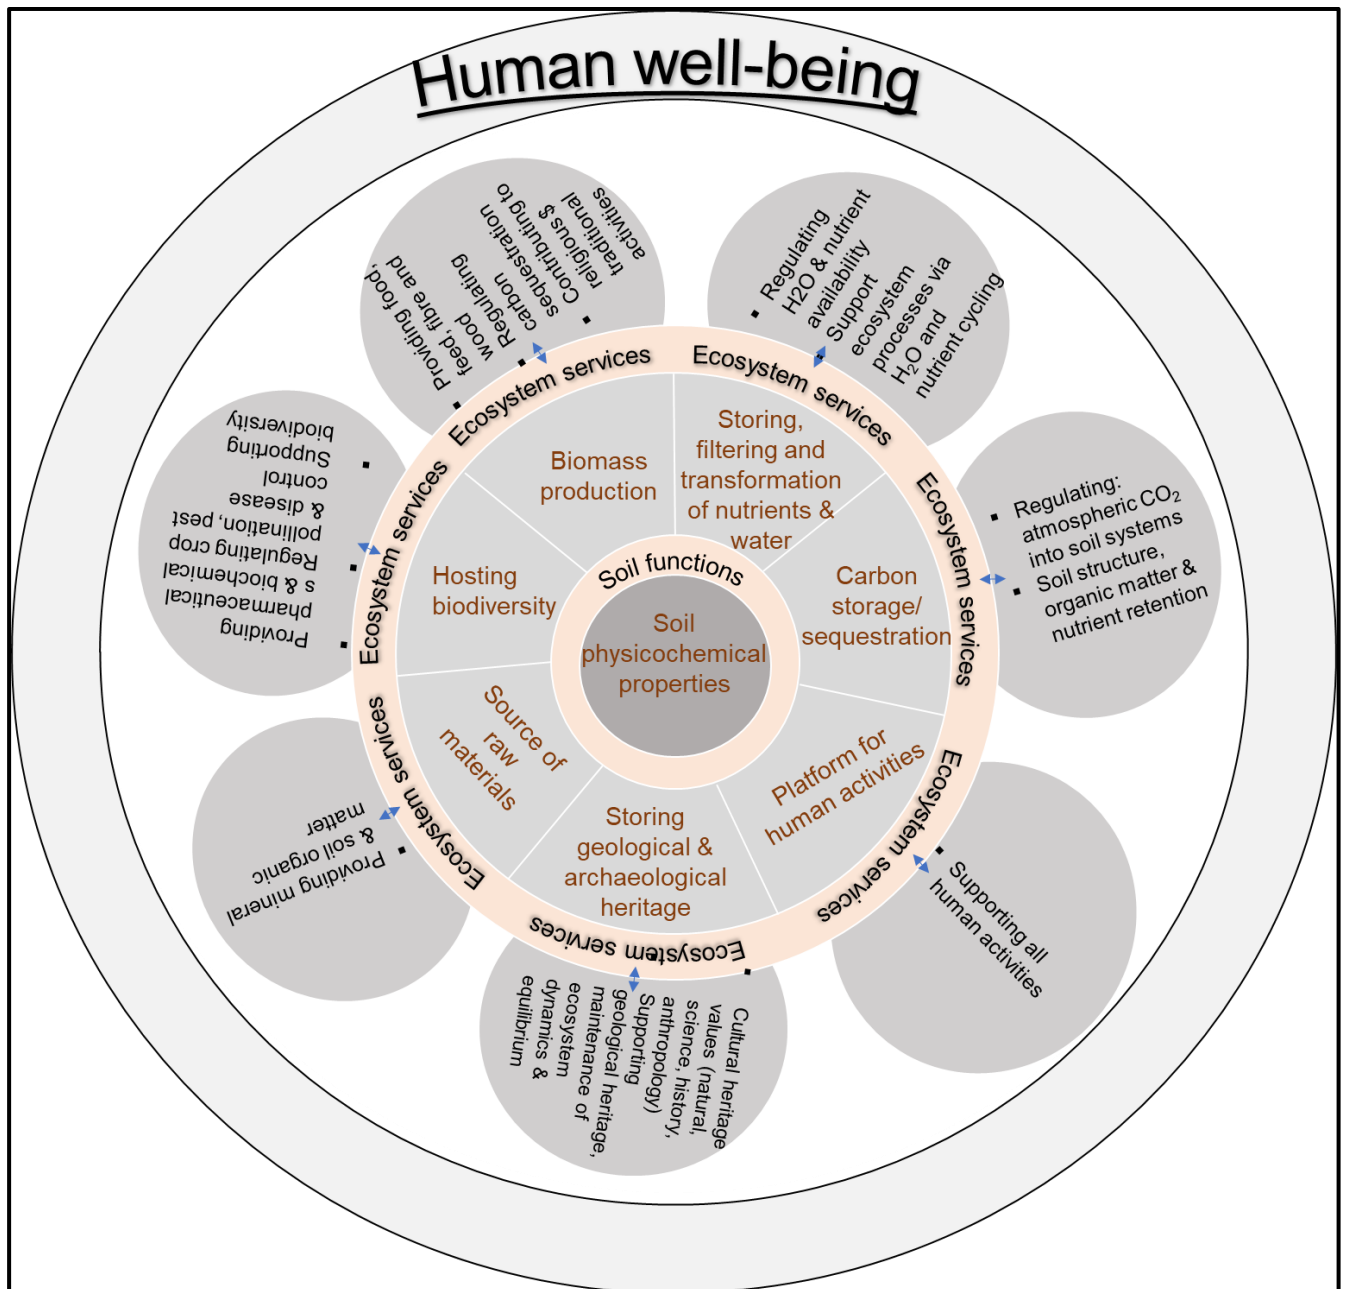 Human well-being
Providing food,
feed, fibre and
wood
Regulating
carbon
sequestration
Contributing to
religious $
traditional
activities
Regulating
H2O & nutrient
availability
Support
ecosystem
processes via
H₂O and
nutrient cycling
Regulating:
atmospheric CO₂
into soil systems
Soil structure,
organic matter &
nutrient retention
Supporting all
human activities
Cultural heritage
values (natural,
science, history,
anthropology)
Supporting
geological heritage,
maintenance of
ecosystem
dynamics &
equilibrium
Providing mineral
& soil organic
matter
Providing
pharmaceutical
s & biochemical
Regulating crop
pollination, pest
& disease
control
Supporting
biodiversity
Ecosystem services
Ecosystem services
Ecosystem services
Ecosystem services
Ecosystem services
Ecosystem services
Ecosystem services
Biomass
production
Storing,
filtering and
transformation
of nutrients &
water
Carbon
storage/
sequestration
Platform for
human activities
Storing
geological &
archaeological
heritage
Source of
raw
materials
Hosting
biodiversity
Soil functions
Soil
physicochemical
properties